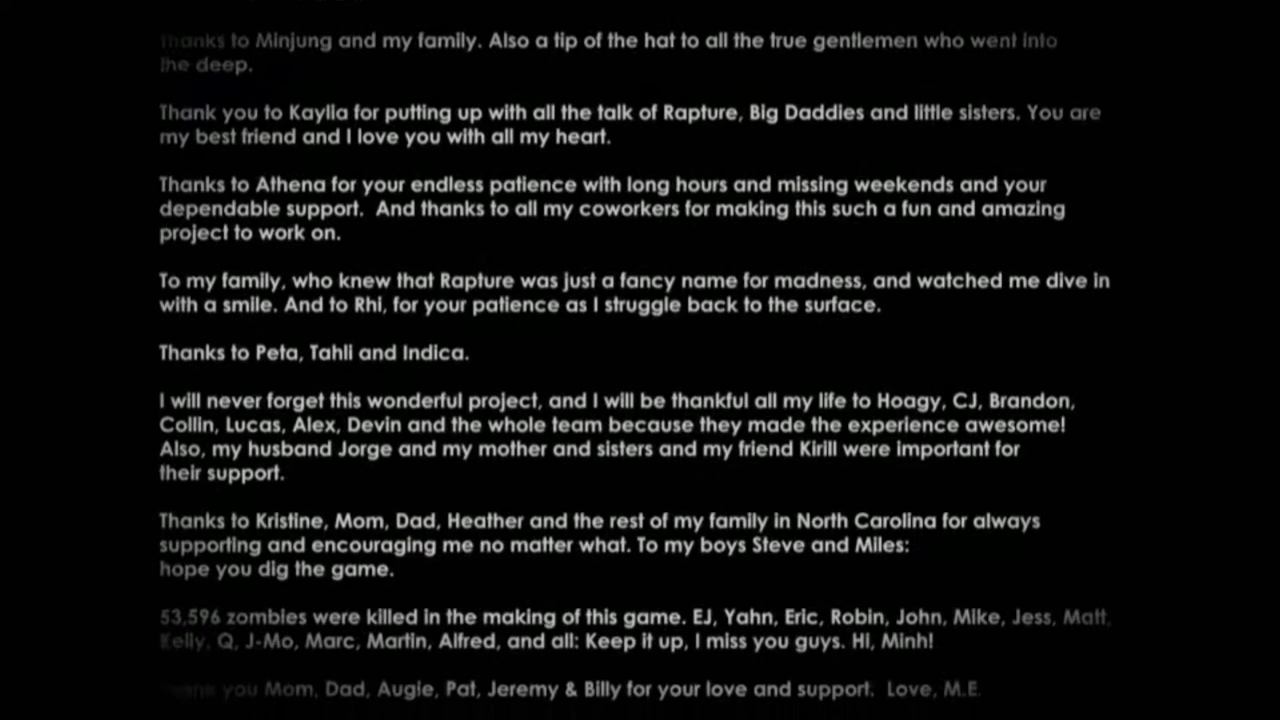 Thanks to Minjung and my family. Also a tip of the hat to all the true gentlemen who went into
the deep.
Thank you to Kaylia for putting up with all the talk of Rapture, Big Daddies and little sisters. You are
my best friend and I love you with all my heart.
Thanks to Athena for your endless patience with long hours and missing weekends and your
dependable support.  And thanks to all my coworkers for making this such a fun and amazing
project to work on.
To my family, who knew that Rapture was just a fancy name for madness, and watched me dive in
with a smile. And to Rhi, for your patience as I struggle back to the surface.
Thanks to Peta, Tahli and Indica.
I will never forget this wonderful project, and I will be thankful all my life to Hoagy, CJ, Brandon,
Collin, Lucas, Alex, Devin and the whole team because they made the experience awesome!
Also, my husband Jorge and my mother and sisters and my friend Kirill were important for
their support.
Thanks to Kristine, Mom, Dad, Heather and the rest of my family in North Carolina for always
supporting and encouraging me no matter what. To my boys Steve and Miles:
hope you dig the game.
53,596 zombies were killed in the making of this game. EJ, Yahn, Eric, Robin, John, Mike, Jess, Matt,
Kelly, Q, J-Mo, Marc, Martin, Alfred, and all: Keep it up, I miss you guys. Hi, Minh!
Thank you Mom, Dad, Augie, Pat, Jeremy & Billy for your love and support.  Love, M.E.